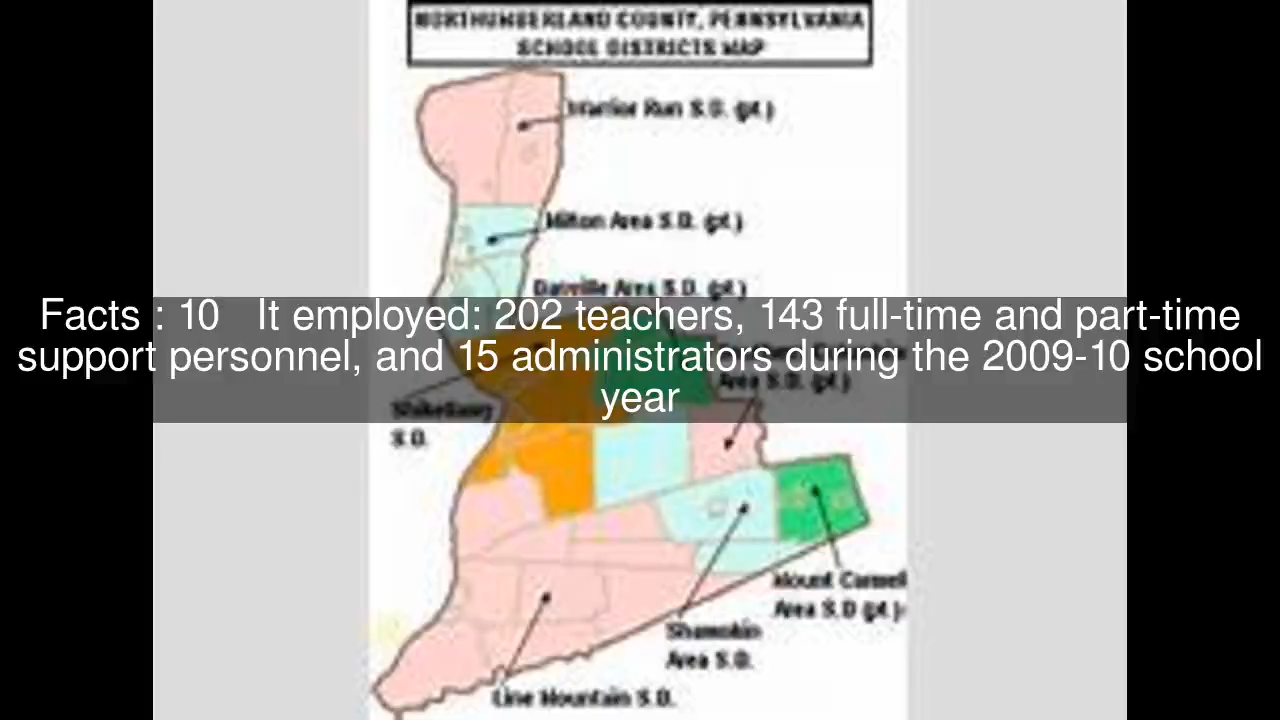 NORTHUMBERLAND COUNTY, PENNSYLVANIA
SCHOOL DISTRICTS MAP
Warrior Run S.D. (pt.)
Milton Area S.D. (pt.)
Danville Area S.D. (pt.)
Facts : 10 It employed: 202 teachers, 143 full-time and part-time
support personnel, and 15 administrators during the 2009-10 school
year
Area S.D. (pt.)
Shikellamy
S.D.
Mount Carmel
Area S.D (pt.)
Shamokin
Area S.D.
Line Mountain S.D.